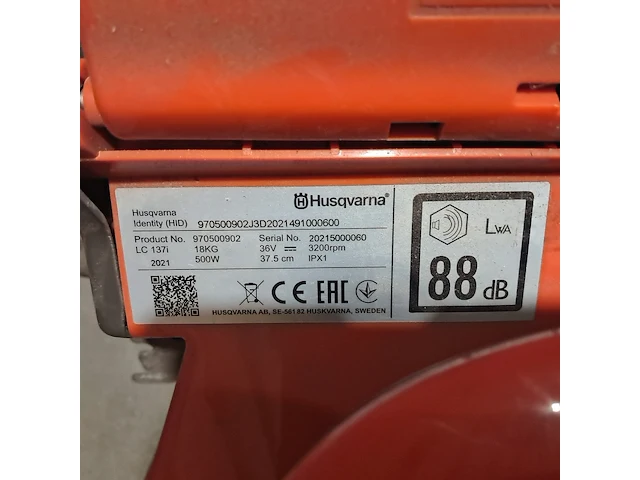 Husqvarna
Husqvarna
Identity (HID) 970500902J3D2021491000600
Product No. 970500902 Serial No. 20215000060
LC 137i 18KG 36V 3200rpm
2021 500W 37.5 cm IPX1
CE EAC
HUSQVARNA AB, SE-561 82 HUSKVARNA, SWEDEN
LWA
88 dB